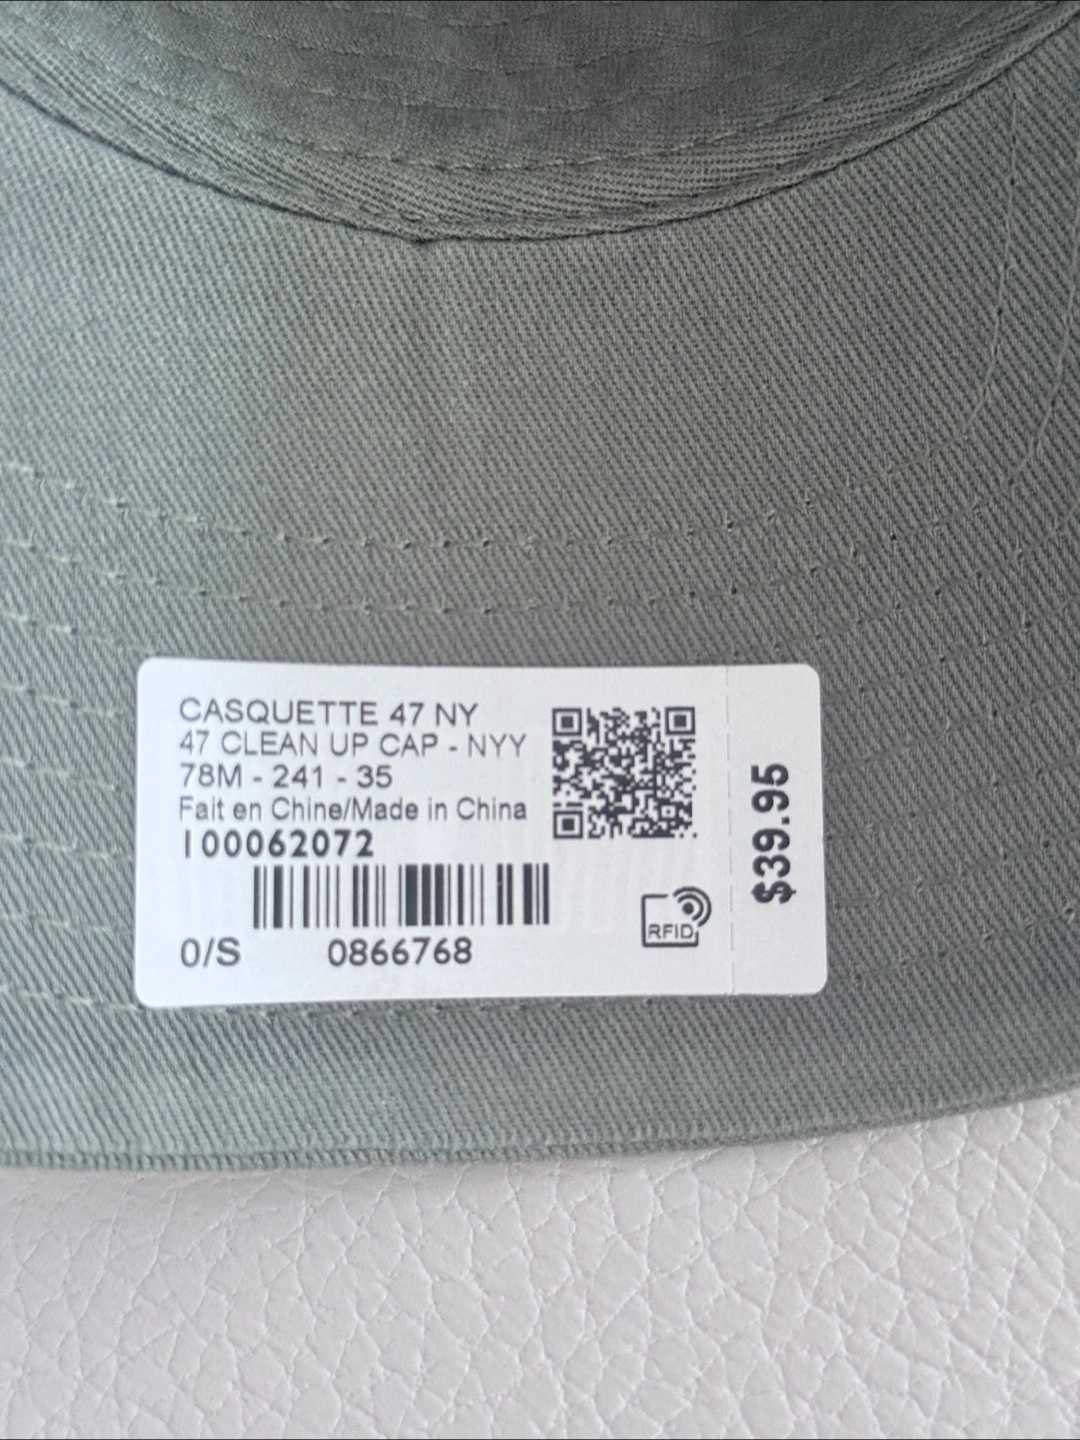 CASQUETTE 47 NY
47 CLEAN UP CAP - NYY
78M - 241 - 35
Fait en Chine/Made in China
100062072
0/S 0866768
RFID
$39.95